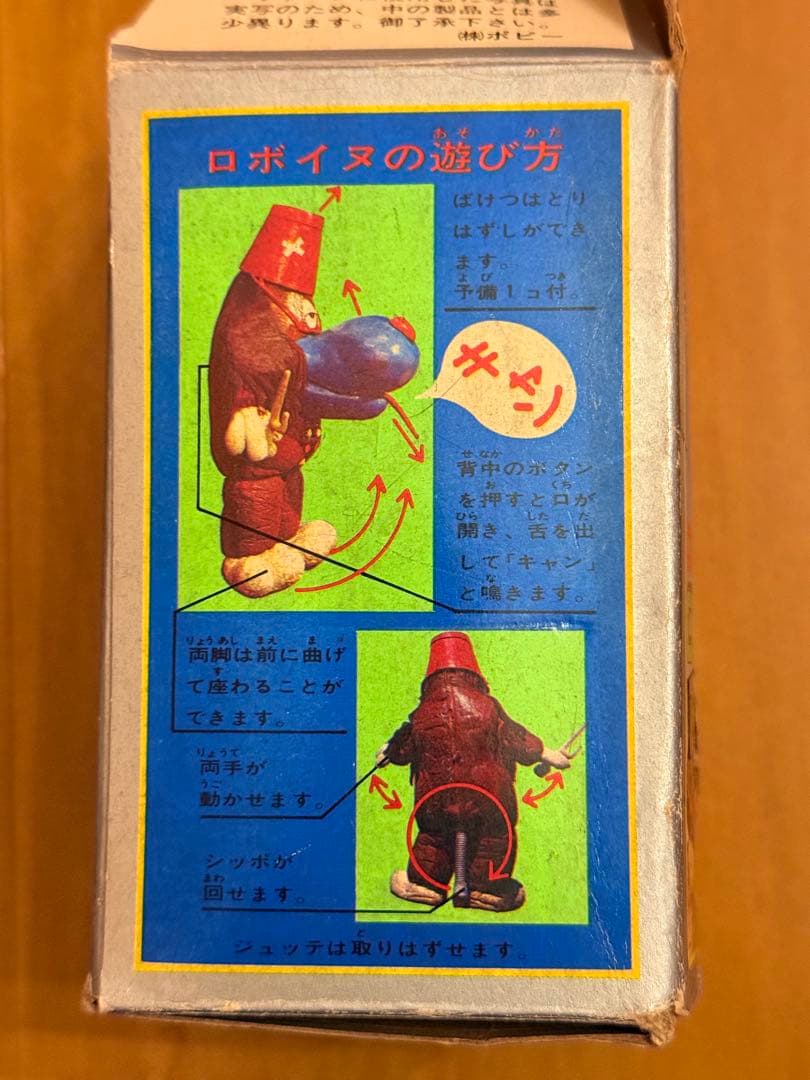 実写のため、中の製品とは多
少異ります。御了承下さい。
㈱ポピー
ロボイヌの遊び方
ばけつはとり
はずしができ
ます。
予備1コ付。
キャン
背中のボタン
を押すと口が
開き、舌を出
して「キャン」
と鳴きます。
両脚は前に曲げ
て座わることが
できます。
両手が
動かせます。
シッポが
回せます。
ジュッテは取りはずせます。